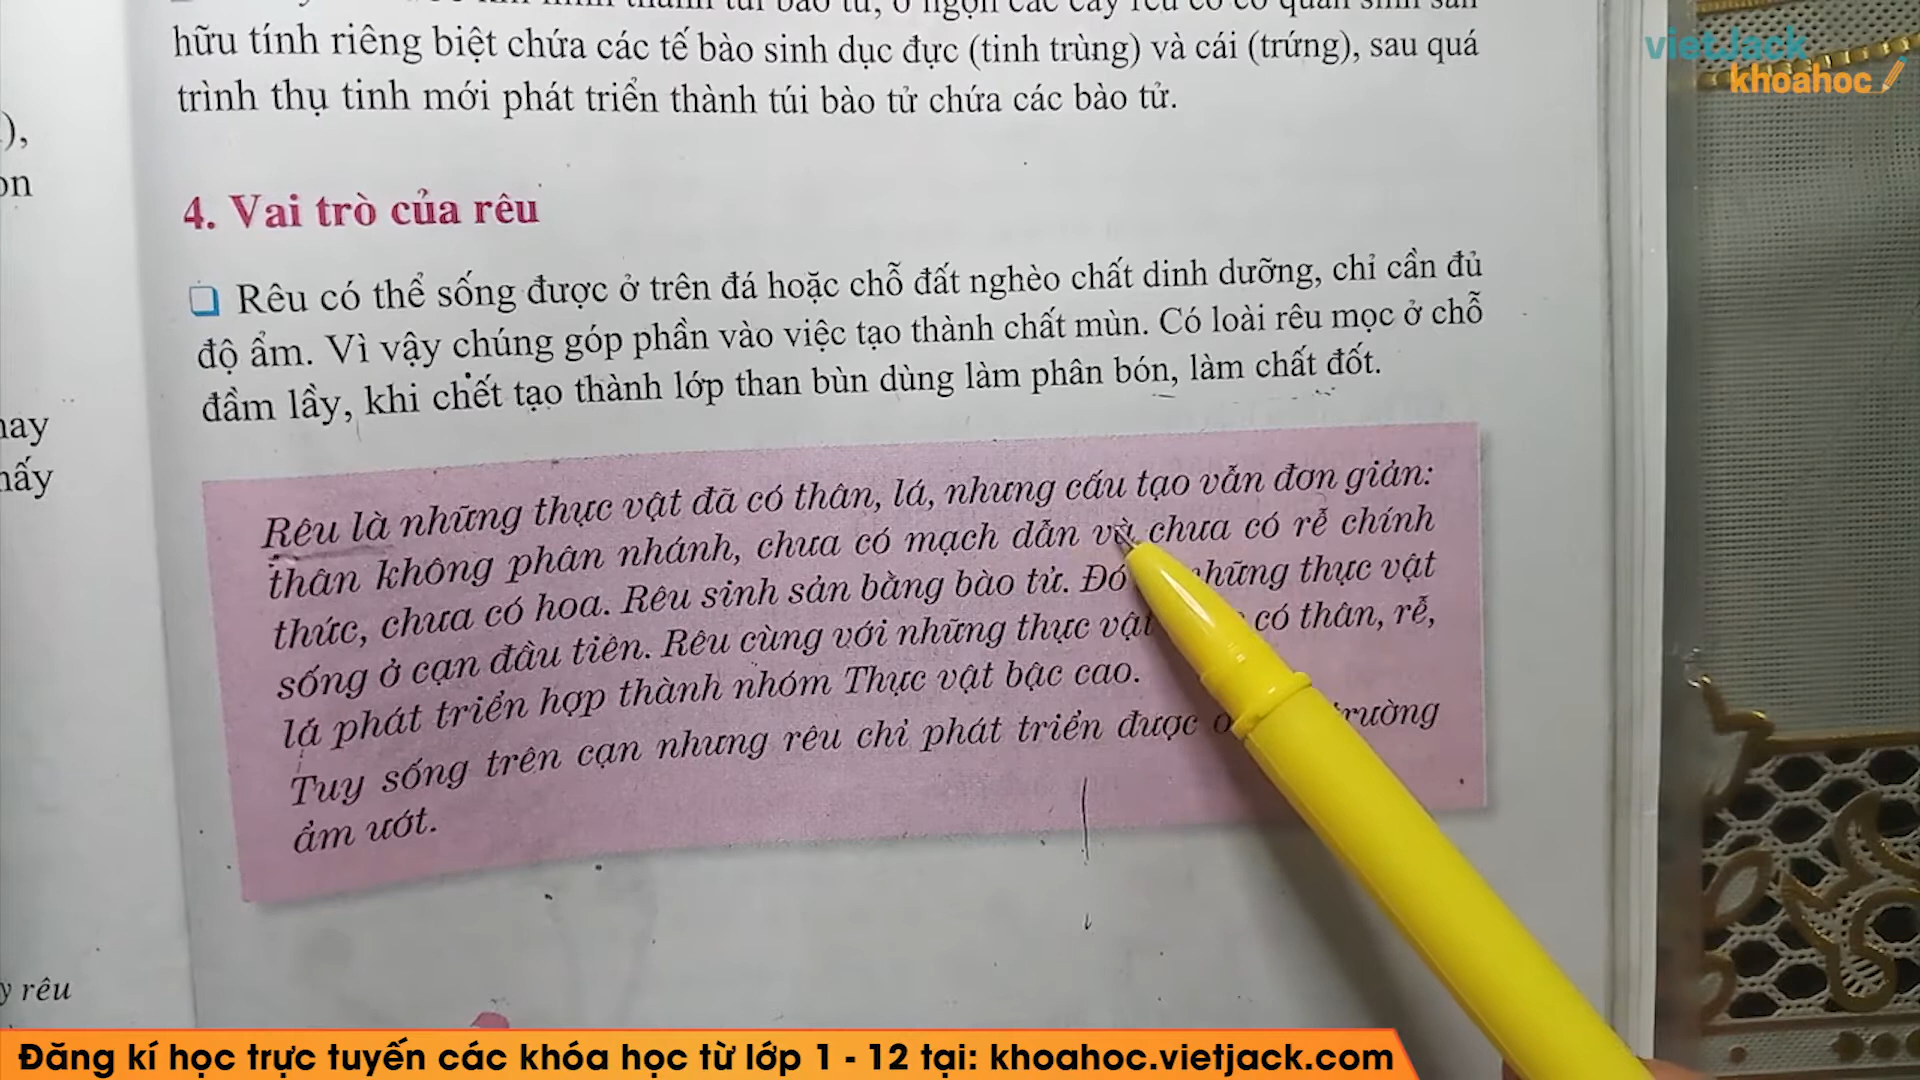 hữu tính riêng biệt chứa các tế bào sinh dục đực (tinh trùng) và cái (trứng), sau quá
trình thụ tinh mới phát triển thành túi bào tử chứa các bào tử.
4. Vai trò của rêu
Rêu có thể sống được ở trên đá hoặc chỗ đất nghèo chất dinh dưỡng, chỉ cần đủ
độ ẩm. Vì vậy chúng góp phần vào việc tạo thành chất mùn. Có loài rêu mọc ở chỗ
đầm lầy, khi chết tạo thành lớp than bùn dùng làm phân bón, làm chất đốt.
Rêu là những thực vật đã có thân, lá, nhưng cấu tạo vẫn đơn giản:
thân không phân nhánh, chưa có mạch dẫn và chưa có rễ chính
thức, chưa có hoa. Rêu sinh sản bằng bào tử. Đó những thực vật
sống ở cạn đầu tiên. Rêu cùng với những thực vật có thân, rễ,
lá phát triển hợp thành nhóm Thực vật bậc cao.
Tuy sống trên cạn nhưng rêu chỉ phát triển được trường
ẩm ướt.
),
hay
hấy
y rêu
vietJack
khoahoc
Đăng kí học trực tuyến các khóa học từ lớp 1 - 12 tại: khoahoc.vietjack.com